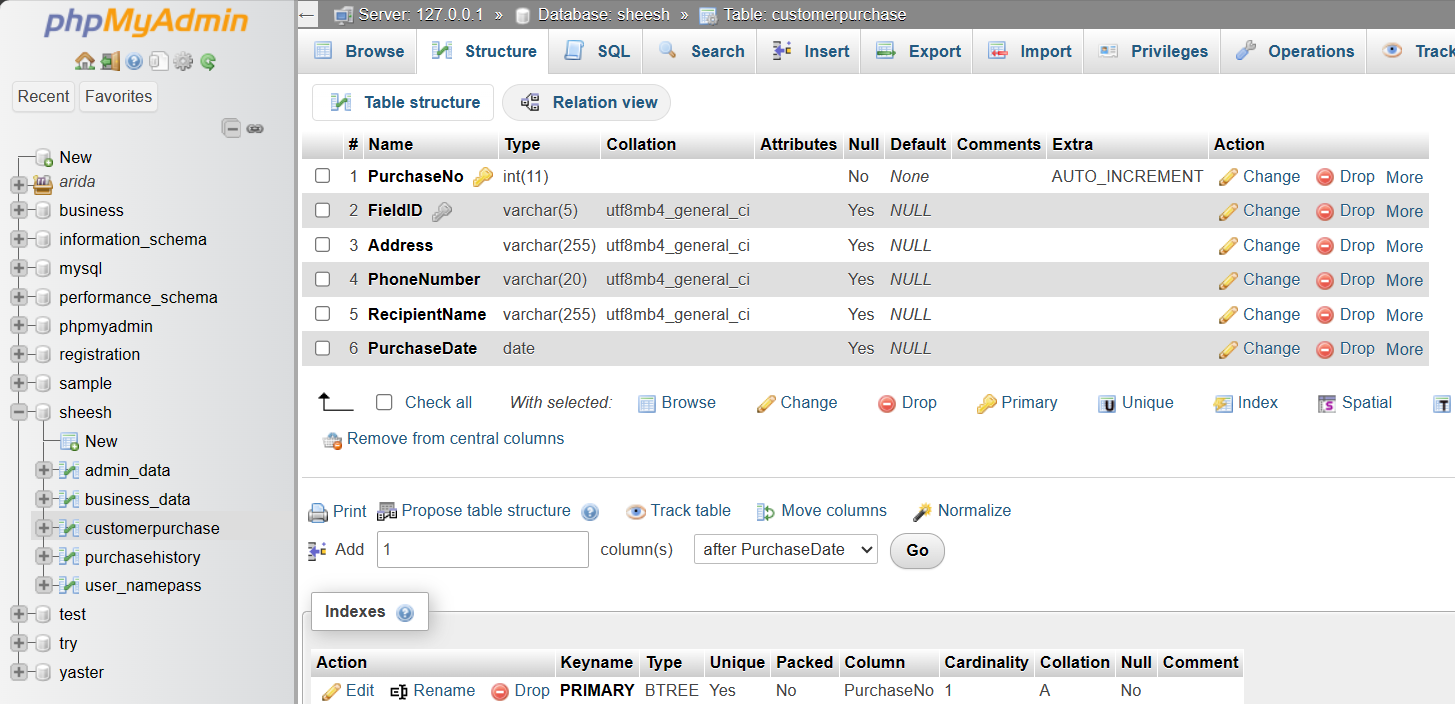 phpMyAdmin
Recent Favorites
New
arida
business
information_schema
mysql
performance_schema
phpmyadmin
registration
sample
sheesh
New
admin_data
business_data
customerpurchase
purchasehistory
user_namepass
test
try
yaster
← Server: 127.0.0.1 » Database: sheesh » Table: customerpurchase
Browse Structure SQL Search Insert Export Import Privileges Operations Track
Table structure Relation view
# Name Type Collation Attributes Null Default Comments Extra Action
1 PurchaseNo int(11) No None AUTO_INCREMENT Change Drop More
2 FieldID varchar(5) utf8mb4_general_ci Yes NULL Change Drop More
3 Address varchar(255) utf8mb4_general_ci Yes NULL Change Drop More
4 PhoneNumber varchar(20) utf8mb4_general_ci Yes NULL Change Drop More
5 RecipientName varchar(255) utf8mb4_general_ci Yes NULL Change Drop More
6 PurchaseDate date Yes NULL Change Drop More
Check all With selected: Browse Change Drop Primary U Unique Index S Spatial T
Remove from central columns
Print Propose table structure Track table Move columns Normalize
Add 1 column(s) after PurchaseDate Go
Indexes
Action Keyname Type Unique Packed Column Cardinality Collation Null Comment
Edit Rename Drop PRIMARY BTREE Yes No PurchaseNo 1 A No